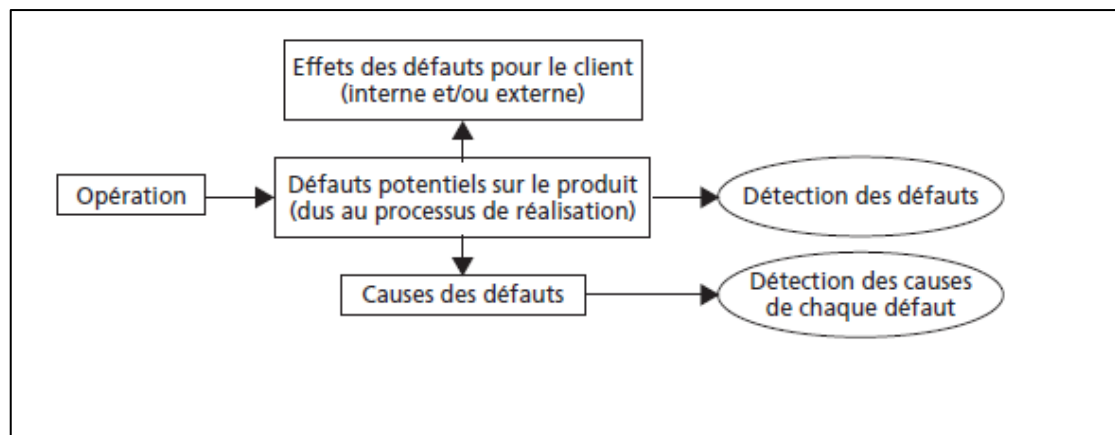 Effets des défauts pour le client
(interne et/ou externe)
Opération
Défauts potentiels sur le produit
(dus au processus de réalisation)
Détection des défauts
Causes des défauts
Détection des causes
de chaque défaut